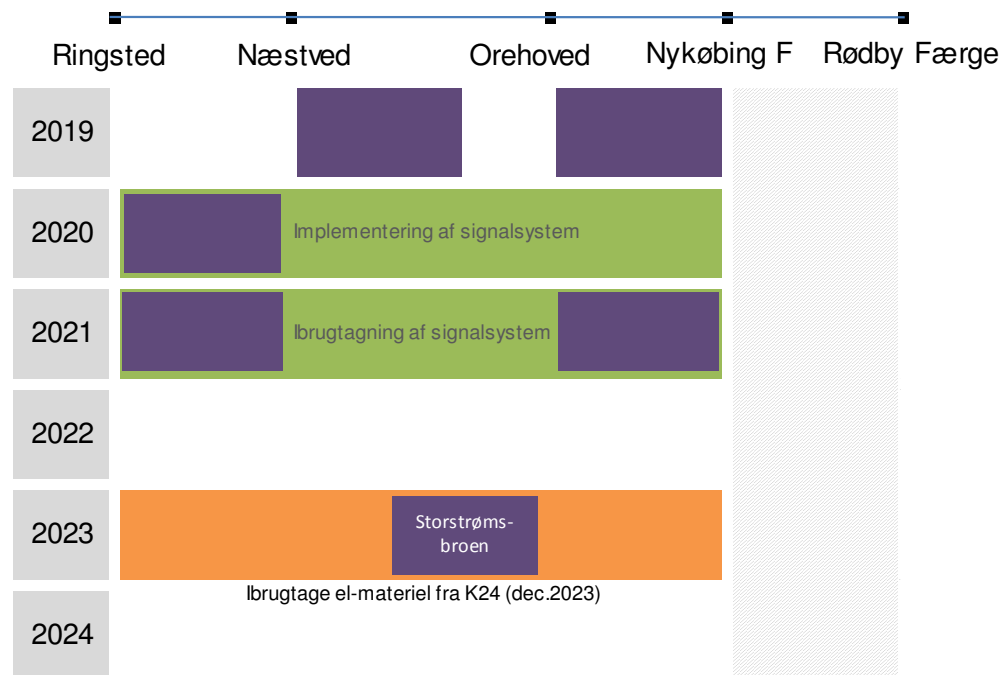 Ringsted Næstved Orehoved Nykøbing F Rødby Færge
2019
2020
Implementering af signalsystem
2021
Ibrugtagning af signalsystem
2022
2023
Storstrøms-
broen
Ibrugtage el-materiel fra K24 (dec.2023)
2024